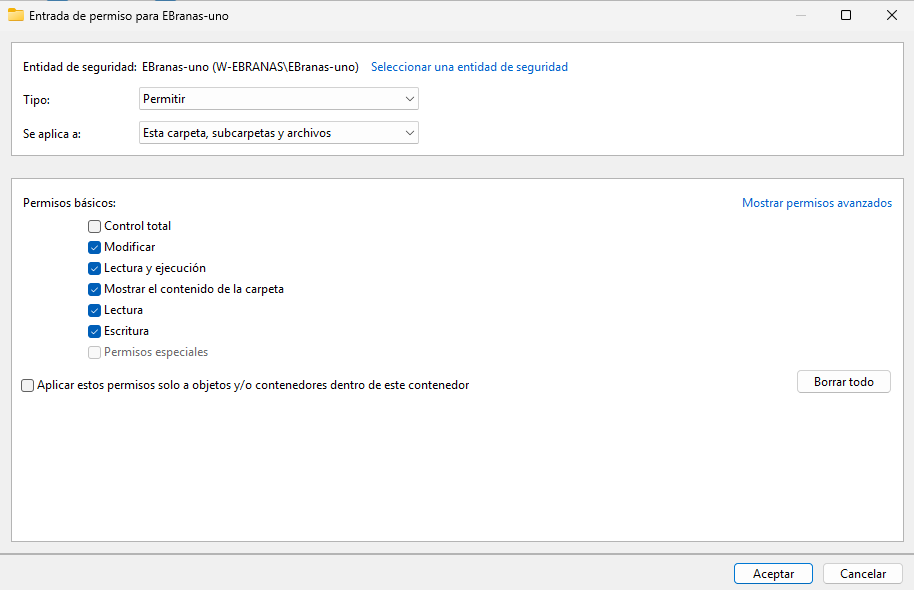 Entrada de permiso para EBranas-uno
Entidad de seguridad: EBranas-uno (W-EBRANAS\EBranas-uno) Seleccionar una entidad de seguridad
Tipo: Permitir
Se aplica a: Esta carpeta, subcarpetas y archivos
Permisos básicos: Mostrar permisos avanzados
Control total
Modificar
Lectura y ejecución
Mostrar el contenido de la carpeta
Lectura
Escritura
Permisos especiales
Aplicar estos permisos solo a objetos y/o contenedores dentro de este contenedor Borrar todo
Aceptar Cancelar